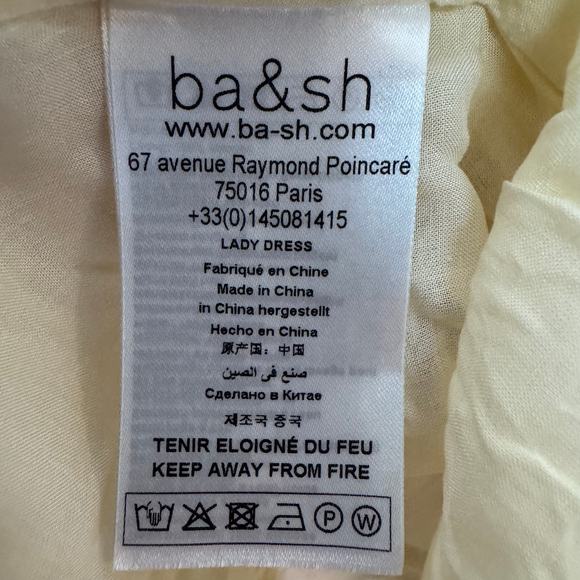 ba&sh
www.ba-sh.com
67 avenue Raymond Poincaré
75016 Paris
+33(0)145081415
LADY DRESS
Fabriqué en Chine
Made in China
in China hergestellt
Hecho en China
原产国：中国
صنع في الصين
Сделано в Китае
제조국 중국
TENIR ELOIGNÉ DU FEU
KEEP AWAY FROM FIRE
P W